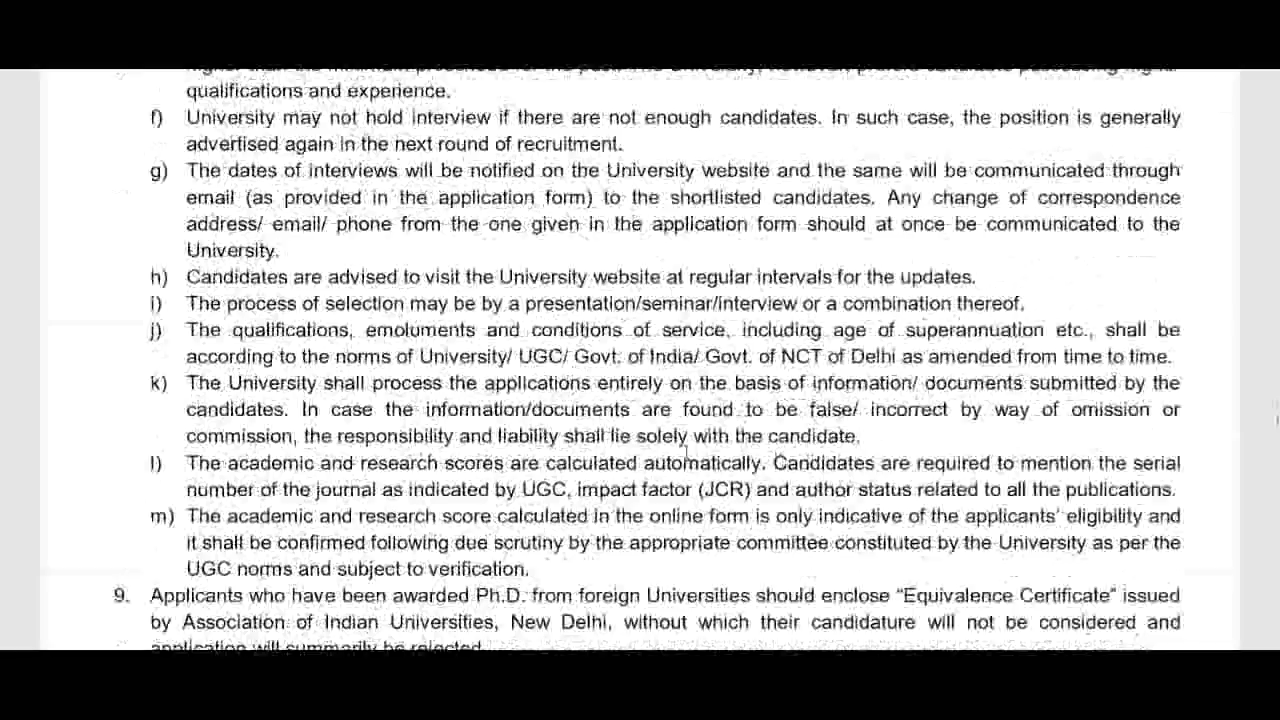 qualifications and experience.
f) University may not hold interview if there are not enough candidates. In such case, the position is generally
advertised again in the next round of recruitment.
g) The dates of interviews will be notified on the University website and the same will be communicated through
email (as provided in the application form) to the shortlisted candidates. Any change of correspondence
address/ email/ phone from the one given in the application form should at once be communicated to the
University.
h) Candidates are advised to visit the University website at regular intervals for the updates.
i) The process of selection may be by a presentation/seminar/interview or a combination thereof.
j) The qualifications, emoluments and conditions of service, including age of superannuation etc., shall be
according to the norms of University/ UGC/ Govt. of India/ Govt. of NCT of Delhi as amended from time to time.
k) The University shall process the applications entirely on the basis of information/ documents submitted by the
candidates. In case the information/documents are found to be false/ incorrect by way of omission or
commission, the responsibility and liability shall lie solely with the candidate.
l) The academic and research scores are calculated automatically. Candidates are required to mention the serial
number of the journal as indicated by UGC, impact factor (JCR) and author status related to all the publications.
m) The academic and research score calculated in the online form is only indicative of the applicants' eligibility and
it shall be confirmed following due scrutiny by the appropriate committee constituted by the University as per the
UGC norms and subject to verification.
9. Applicants who have been awarded Ph.D. from foreign Universities should enclose "Equivalence Certificate" issued
by Association of Indian Universities, New Delhi, without which their candidature will not be considered and
application will summarily be rejected.